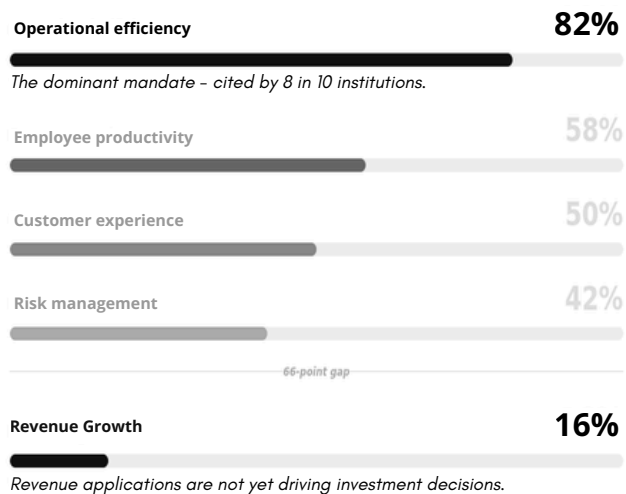 Operational efficiency 82%
The dominant mandate - cited by 8 in 10 institutions.
Employee productivity 58%
Customer experience 50%
Risk management 42%
66-point gap
Revenue Growth 16%
Revenue applications are not yet driving investment decisions.